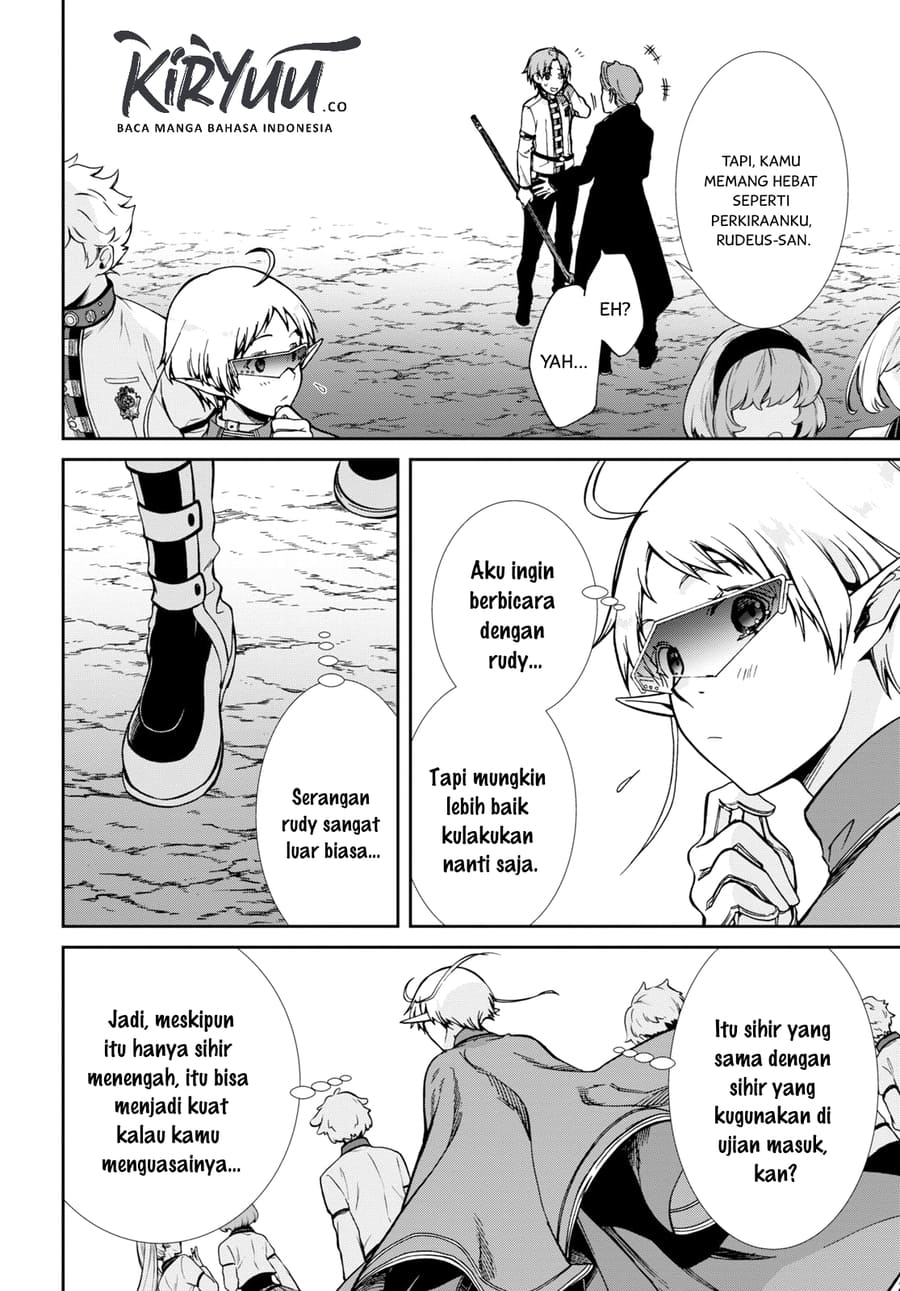 KIRYUU.CO
BACA MANGA BAHASA INDONESIA
TAPI, KAMU
MEMANG HEBAT
SEPERTI
PERKIRAANKU,
RUDEUS-SAN.
EH?
YAH...
Aku ingin
berbicara
dengan
rudy...
Tapi mungkin
lebih baik
kulakukan
nanti saja.
Serangan
rudy sangat
luar biasa...
Itu sihir yang
sama dengan
sihir yang
kugunakan di
ujian masuk,
kan?
Jadi, meskipun
itu hanya sihir
menengah, itu bisa
menjadi kuat
kalau kamu
menguasainya...